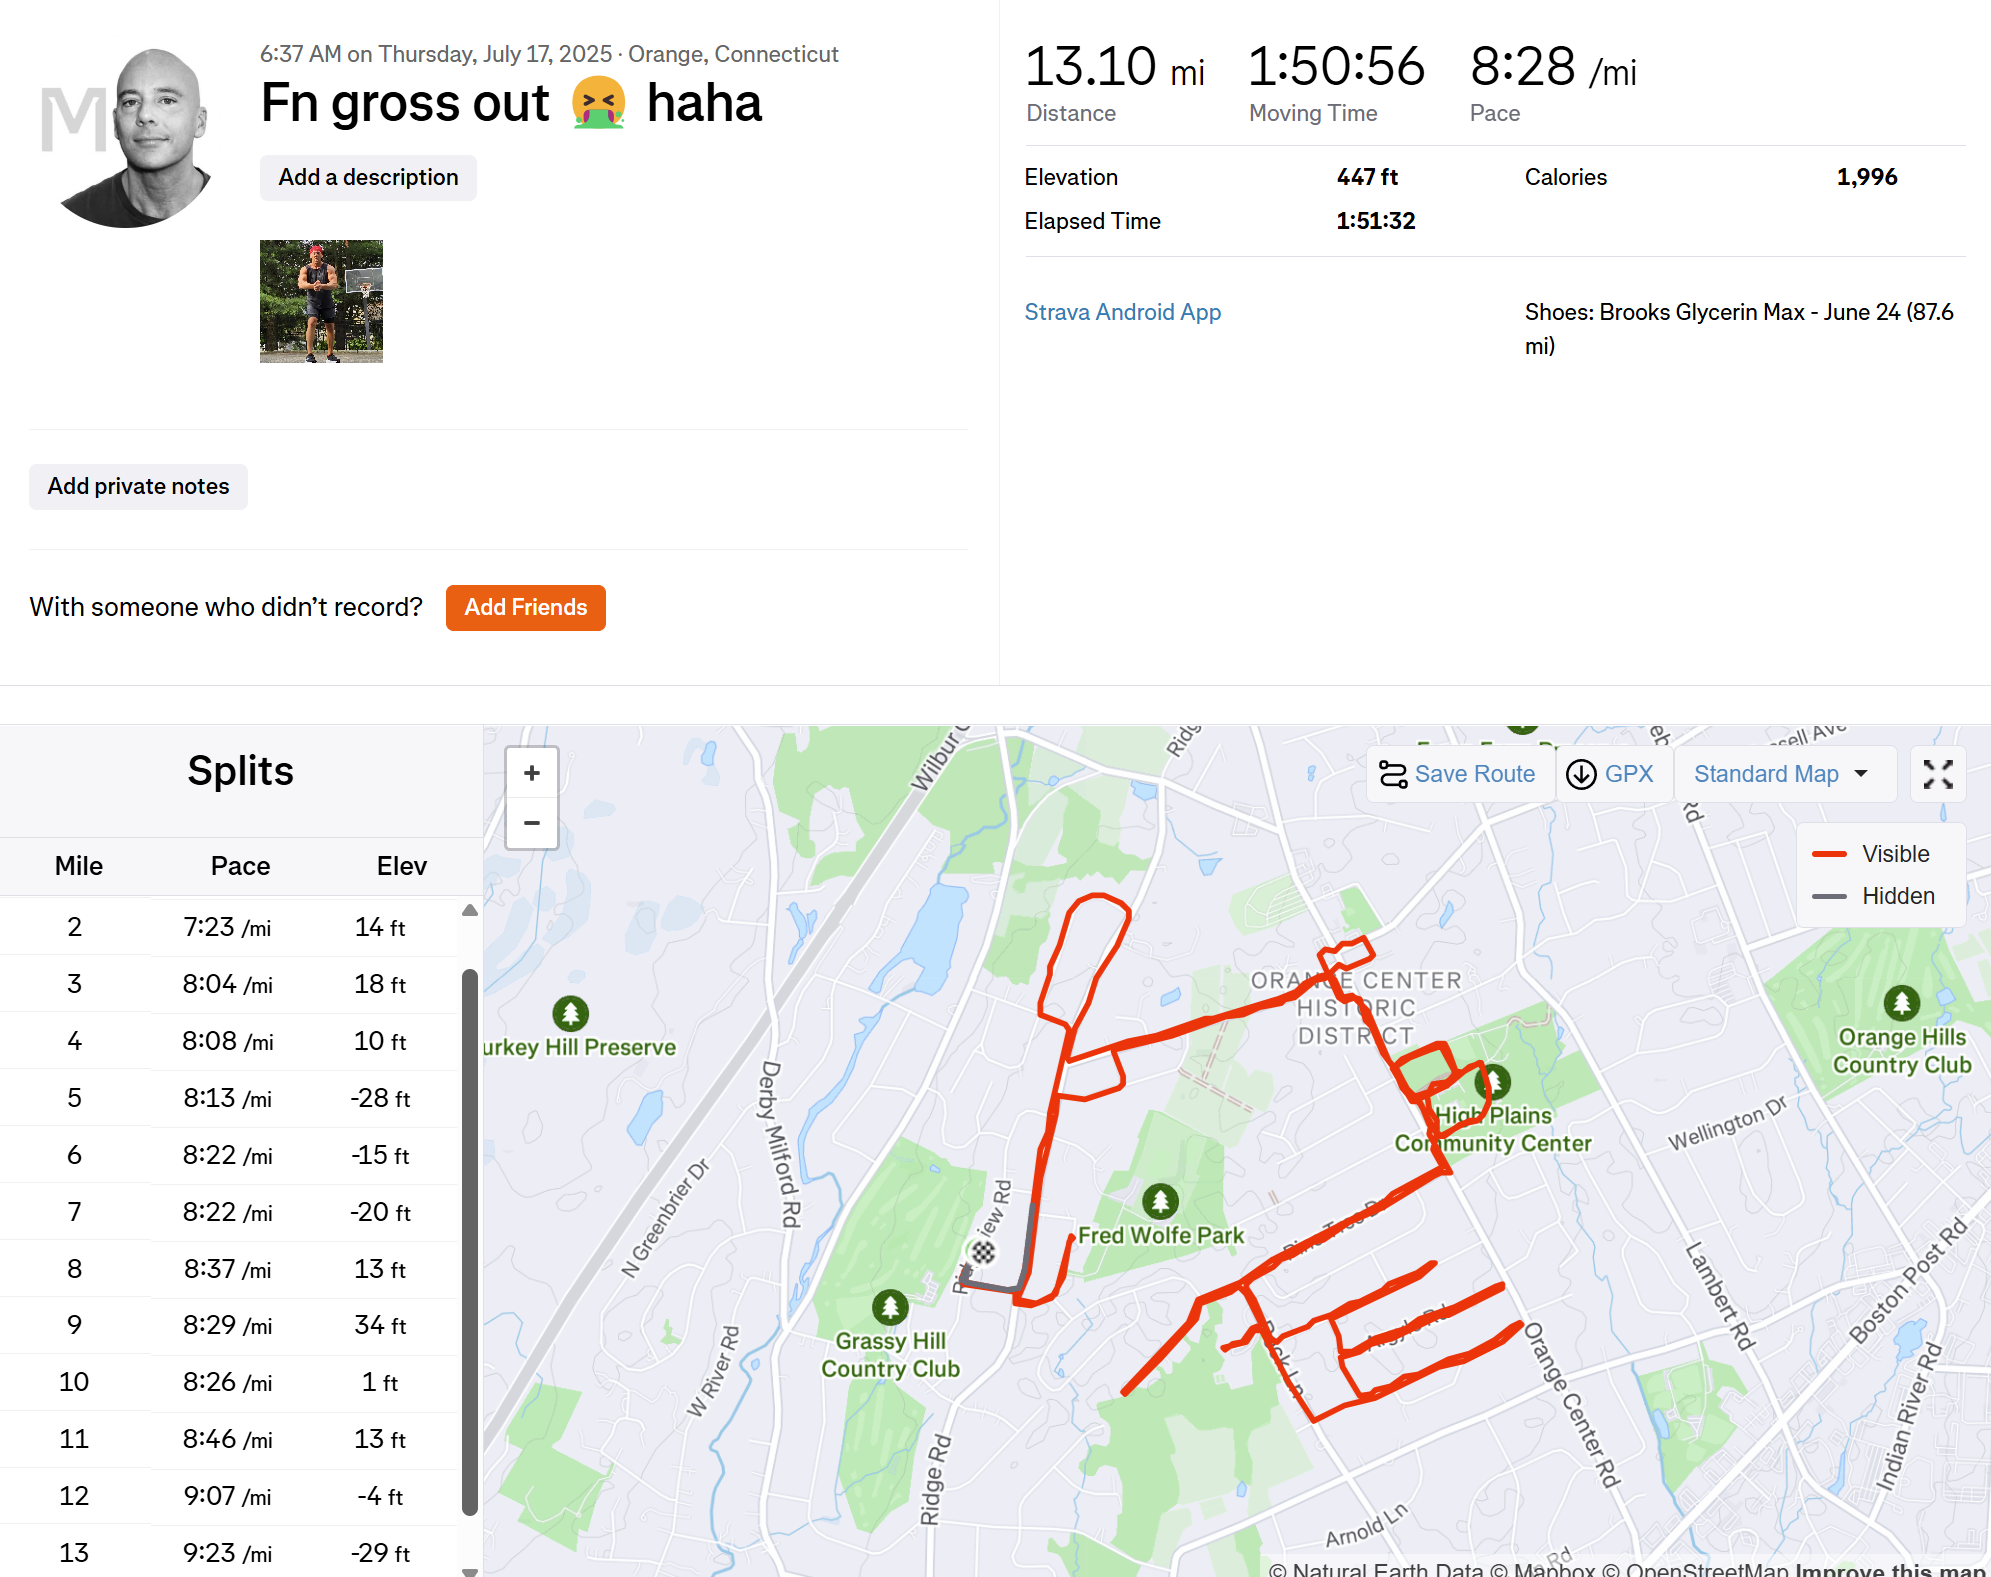 6:37 AM on Thursday, July 17, 2025 · Orange, Connecticut
M
Fn gross out 🤮 haha
Add a description
Add private notes
With someone who didn't record?
Add Friends
13.10 mi
Distance
1:50:56
Moving Time
8:28 /mi
Pace
Elevation
447 ft
Calories
1,996
Elapsed Time
1:51:32
Strava Android App
Shoes: Brooks Glycerin Max - June 24 (87.6
mi)
Splits
Mile Pace Elev
2 7:23 /mi 14 ft
3 8:04 /mi 18 ft
4 8:08 /mi 10 ft
5 8:13 /mi -28 ft
6 8:22 /mi -15 ft
7 8:22 /mi -20 ft
8 8:37 /mi 13 ft
9 8:29 /mi 34 ft
10 8:26 /mi 1 ft
11 8:46 /mi 13 ft
12 9:07 /mi -4 ft
13 9:23 /mi -29 ft
+
−
Save Route
GPX
Standard Map
Visible
Hidden
Wilbur C
Ridg
sell Ave
Rd
ORANGE CENTER
HISTORIC
DISTRICT
urkey Hill Preserve
Orange Hills
Country Club
Derby Milford Rd
High Plains
Community Center
Wellington Dr
N Greenbrier Dr
Fred Wolfe Park
Grassy Hill
Country Club
W River Rd
Ridge Rd
Argyle Rd
Orange Center Rd
Lambert Rd
Boston Post Rd
Indian River Rd
Arnold Ln
Rd
© Natural Earth Data © Mapbox © OpenStreetMap Improve this map